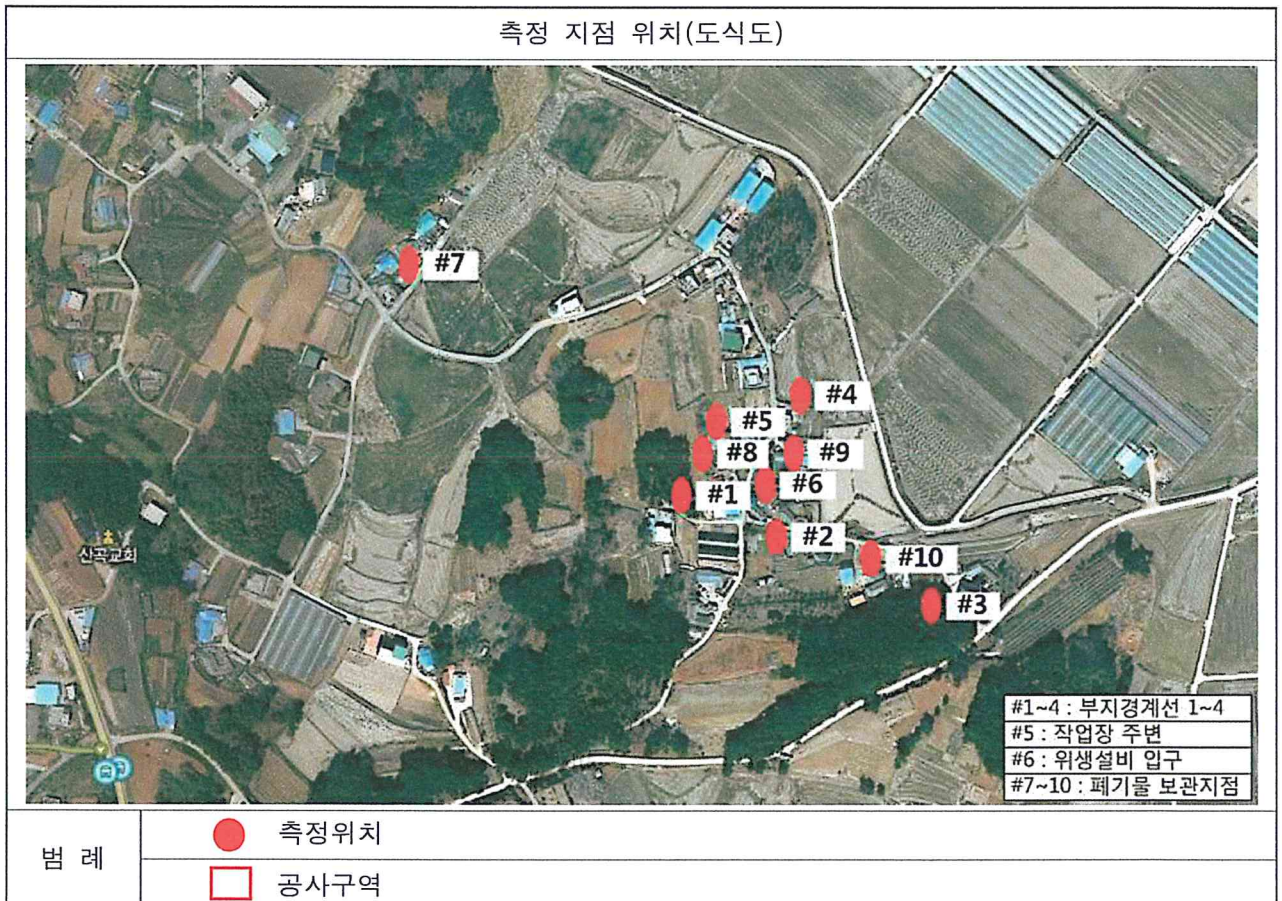 측정 지점 위치(도식도)
#7
#4
#5
#8
#9
#1
#6
#2
#10
#3
산곡교회
#1~4 : 부지경계선 1~4
#5 : 작업장 주변
#6 : 위생설비 입구
#7~10 : 폐기물 보관지점
범 례
측정위치
공사구역